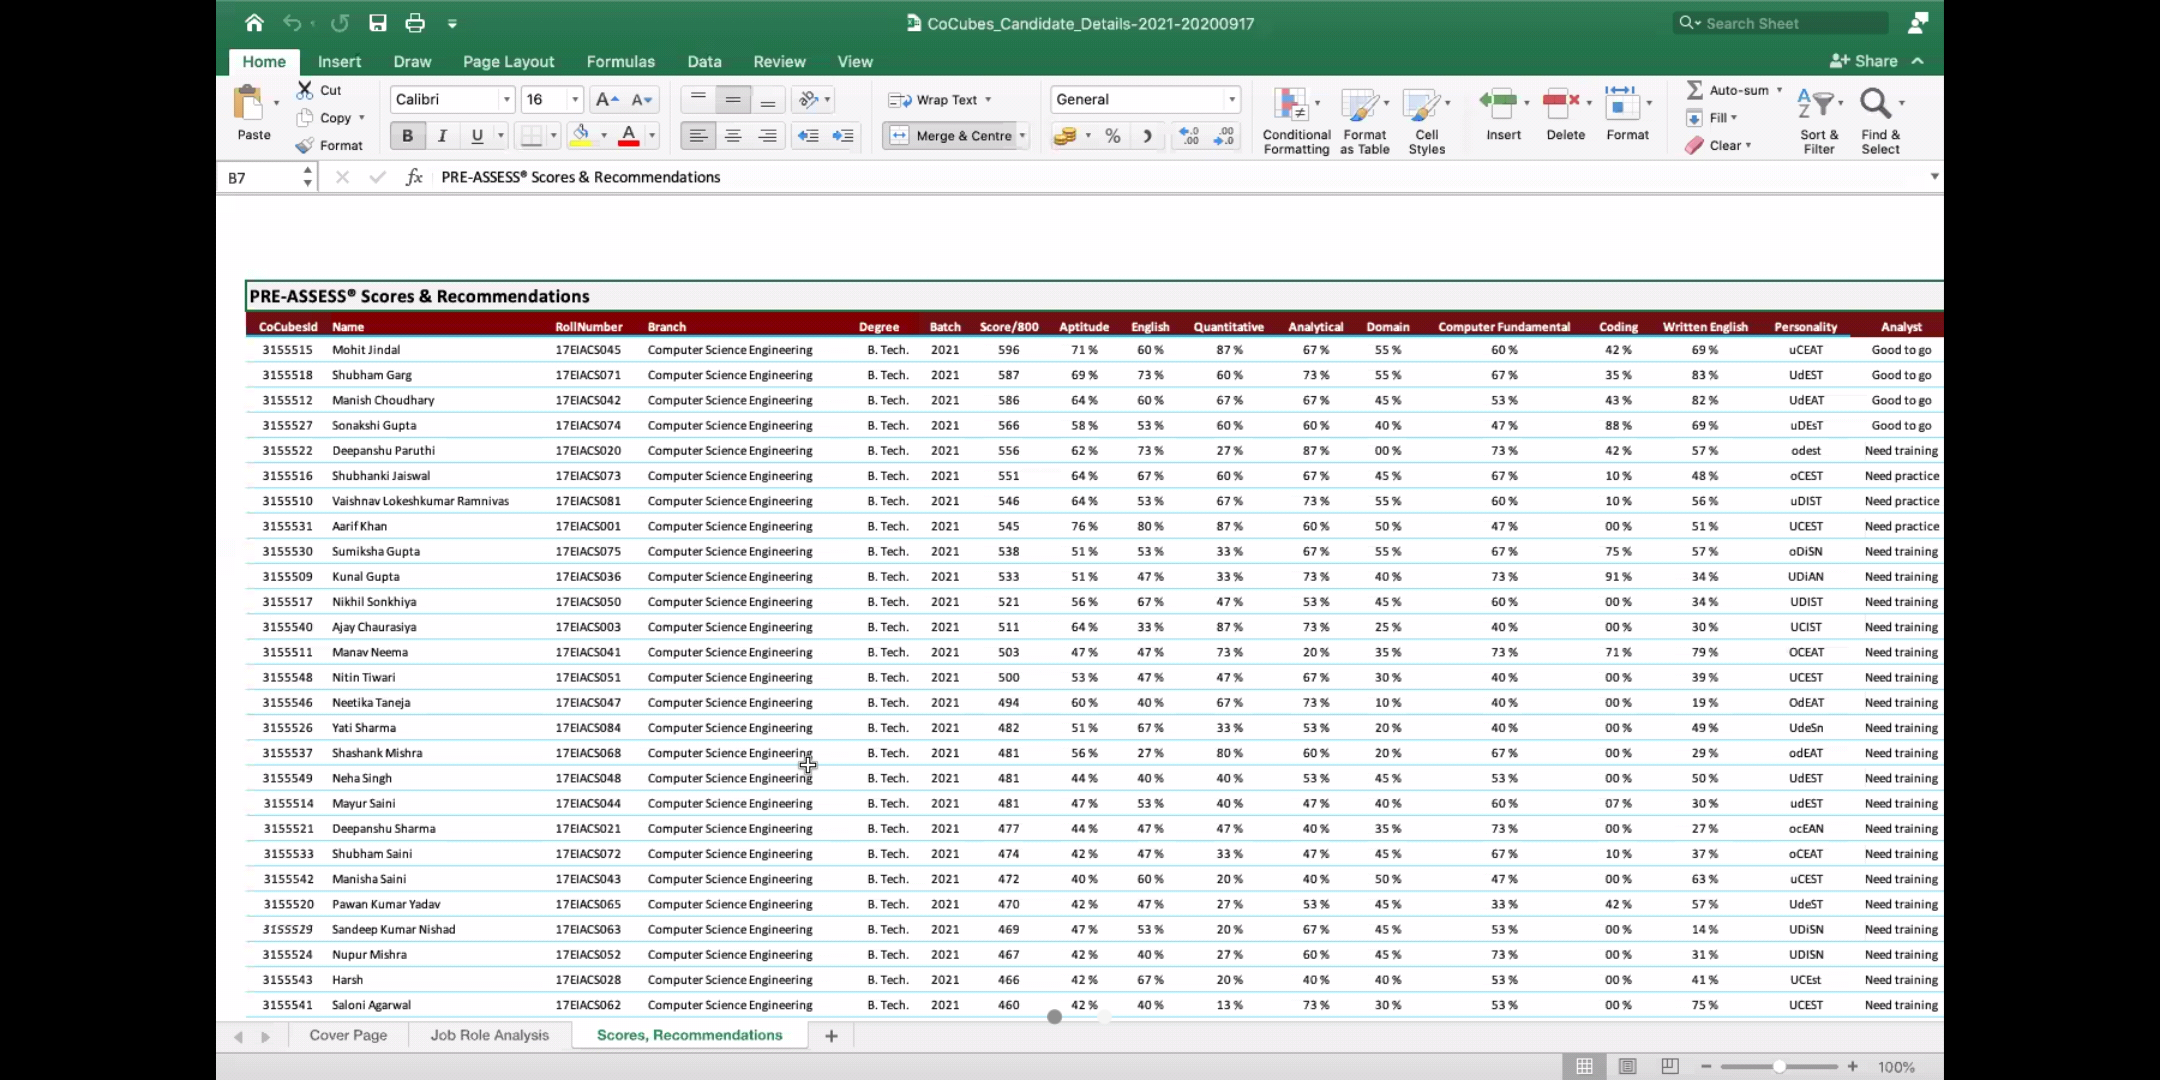 CoCubes_Candidate_Details-2021-20200917
Search Sheet
Home Insert Draw Page Layout Formulas Data Review View Share
Paste Cut Copy Format
Calibri 16
Wrap Text
Merge & Centre
General
Conditional Formatting Format as Table Cell Styles Insert Delete Format
Auto-sum Fill Clear Sort & Filter Find & Select
B7 fx PRE-ASSESS® Scores & Recommendations
PRE-ASSESS® Scores & Recommendations
CoCubesId Name RollNumber Branch Degree Batch Score/800 Aptitude English Quantitative Analytical Domain Computer Fundamental Coding Written English Personality Analyst
3155515 Mohit Jindal 17EIACS045 Computer Science Engineering B. Tech. 2021 596 71 % 60 % 87 % 67 % 55 % 60 % 42 % 69 % uCEAT Good to go
3155518 Shubham Garg 17EIACS071 Computer Science Engineering B. Tech. 2021 587 69 % 73 % 60 % 73 % 55 % 67 % 35 % 83 % UdEST Good to go
3155512 Manish Choudhary 17EIACS042 Computer Science Engineering B. Tech. 2021 586 64 % 60 % 67 % 67 % 45 % 53 % 43 % 82 % UdEAT Good to go
3155527 Sonakshi Gupta 17EIACS074 Computer Science Engineering B. Tech. 2021 566 58 % 53 % 60 % 60 % 40 % 47 % 88 % 69 % uDEsT Good to go
3155522 Deepanshu Paruthi 17EIACS020 Computer Science Engineering B. Tech. 2021 556 62 % 73 % 27 % 87 % 00 % 73 % 42 % 57 % odest Need training
3155516 Shubhanki Jaiswal 17EIACS073 Computer Science Engineering B. Tech. 2021 551 64 % 67 % 60 % 67 % 45 % 67 % 10 % 48 % oCEST Need practice
3155510 Vaishnav Lokeshkumar Ramnivas 17EIACS081 Computer Science Engineering B. Tech. 2021 546 64 % 53 % 67 % 73 % 55 % 60 % 10 % 56 % uDIST Need practice
3155531 Aarif Khan 17EIACS001 Computer Science Engineering B. Tech. 2021 545 76 % 80 % 87 % 60 % 50 % 47 % 00 % 51 % UCEST Need practice
3155530 Sumiksha Gupta 17EIACS075 Computer Science Engineering B. Tech. 2021 538 51 % 53 % 33 % 67 % 55 % 67 % 75 % 57 % oDiSN Need training
3155509 Kunal Gupta 17EIACS036 Computer Science Engineering B. Tech. 2021 533 51 % 47 % 33 % 73 % 40 % 73 % 91 % 34 % UDiAN Need training
3155517 Nikhil Sonkhiya 17EIACS050 Computer Science Engineering B. Tech. 2021 521 56 % 67 % 47 % 53 % 45 % 60 % 00 % 34 % UDIST Need training
3155540 Ajay Chaurasiya 17EIACS003 Computer Science Engineering B. Tech. 2021 511 64 % 33 % 87 % 73 % 25 % 40 % 00 % 30 % UCIST Need training
3155511 Manav Neema 17EIACS041 Computer Science Engineering B. Tech. 2021 503 47 % 47 % 73 % 20 % 35 % 73 % 71 % 79 % OCEAT Need training
3155548 Nitin Tiwari 17EIACS051 Computer Science Engineering B. Tech. 2021 500 53 % 47 % 47 % 67 % 30 % 40 % 00 % 39 % UCEST Need training
3155546 Neetika Taneja 17EIACS047 Computer Science Engineering B. Tech. 2021 494 60 % 40 % 67 % 73 % 10 % 40 % 00 % 19 % OdEAT Need training
3155526 Yati Sharma 17EIACS084 Computer Science Engineering B. Tech. 2021 482 51 % 67 % 33 % 53 % 20 % 40 % 00 % 49 % UdeSn Need training
3155537 Shashank Mishra 17EIACS068 Computer Science Engineering B. Tech. 2021 481 56 % 27 % 80 % 60 % 20 % 67 % 00 % 29 % odEAT Need training
3155549 Neha Singh 17EIACS048 Computer Science Engineering B. Tech. 2021 481 44 % 40 % 40 % 53 % 45 % 53 % 00 % 50 % UdEST Need training
3155514 Mayur Saini 17EIACS044 Computer Science Engineering B. Tech. 2021 481 47 % 53 % 40 % 47 % 40 % 60 % 07 % 30 % udEST Need training
3155521 Deepanshu Sharma 17EIACS021 Computer Science Engineering B. Tech. 2021 477 44 % 47 % 47 % 40 % 35 % 73 % 00 % 27 % ocEAN Need training
3155533 Shubham Saini 17EIACS072 Computer Science Engineering B. Tech. 2021 474 42 % 47 % 33 % 47 % 45 % 67 % 10 % 37 % oCEAT Need training
3155542 Manisha Saini 17EIACS043 Computer Science Engineering B. Tech. 2021 472 40 % 60 % 20 % 40 % 50 % 47 % 00 % 63 % uCEST Need training
3155520 Pawan Kumar Yadav 17EIACS065 Computer Science Engineering B. Tech. 2021 470 42 % 47 % 27 % 53 % 45 % 33 % 42 % 57 % UdeST Need training
3155529 Sandeep Kumar Nishad 17EIACS063 Computer Science Engineering B. Tech. 2021 469 47 % 53 % 20 % 67 % 45 % 53 % 00 % 14 % UDiSN Need training
3155524 Nupur Mishra 17EIACS052 Computer Science Engineering B. Tech. 2021 467 42 % 40 % 27 % 60 % 45 % 73 % 00 % 31 % UDISN Need training
3155543 Harsh 17EIACS028 Computer Science Engineering B. Tech. 2021 466 42 % 67 % 20 % 40 % 40 % 53 % 00 % 41 % UCEst Need training
3155541 Saloni Agarwal 17EIACS062 Computer Science Engineering B. Tech. 2021 460 42 % 40 % 13 % 73 % 30 % 53 % 00 % 75 % UCEST Need training
Cover Page Job Role Analysis Scores, Recommendations +
100%